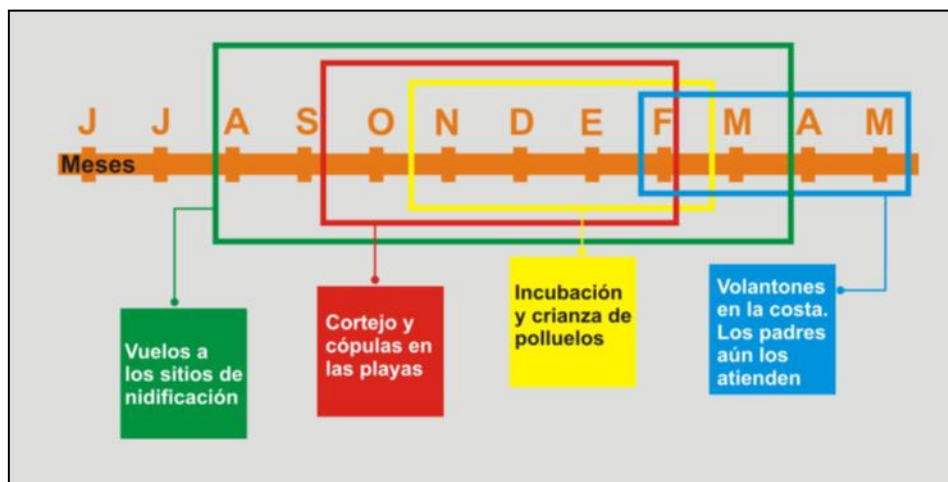 J J A S O N D E F M A M
Meses
Vuelos a
los sitios de
nidificación
Cortejo y
cópulas en
las playas
Incubación
y crianza de
polluelos
Volantones
en la costa.
Los padres
aún los
atienden